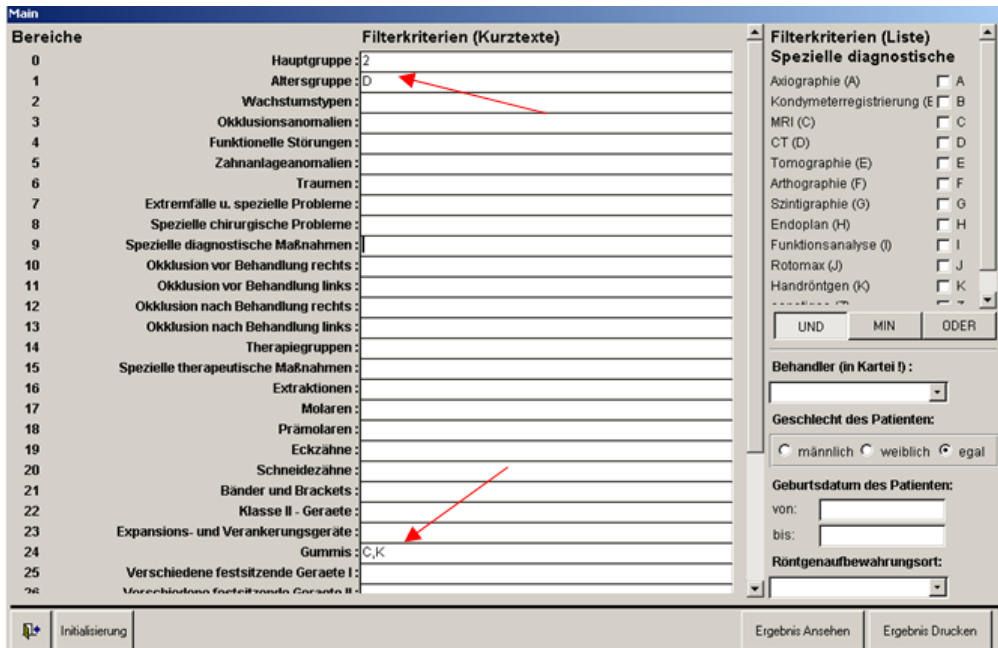 Main
Bereiche Filterkriterien (Kurztexte)
0 Hauptgruppe : 2
1 Altersgruppe : D
2 Wachstumstypen :
3 Okklusionsanomalien :
4 Funktionelle Störungen :
5 Zahnanlageanomalien :
6 Traumen :
7 Extremfälle u. spezielle Probleme :
8 Spezielle chirurgische Probleme :
9 Spezielle diagnostische Maßnahmen :
10 Okklusion vor Behandlung rechts :
11 Okklusion vor Behandlung links :
12 Okklusion nach Behandlung rechts :
13 Okklusion nach Behandlung links :
14 Therapiegruppen :
15 Spezielle therapeutische Maßnahmen :
16 Extraktionen :
17 Molaren :
18 Prämolaren :
19 Eckzähne :
20 Schneidezähne :
21 Bänder und Brackets :
22 Klasse II - Geraete :
23 Expansions- und Verankerungsgeräte :
24 Gummis : C,K
25 Verschiedene festsitzende Geraete I :
26 Verschiedene festsitzende Geraete II :
Filterkriterien (Liste)
Spezielle diagnostische
Axiographie (A) A
Kondymeterregistrierung (E B
MRI (C) C
CT (D) D
Tomographie (E) E
Arthographie (F) F
Szintigraphie (G) G
Endoplan (H) H
Funktionsanalyse (I) I
Rotomax (J) J
Handröntgen (K) K
UND MIN ODER
Behandler (in Kartei !) :
Geschlecht des Patienten:
männlich weiblich egal
Geburtsdatum des Patienten:
von:
bis:
Röntgenaufbewahrungsort:
Initialisierung Ergebnis Ansehen Ergebnis Drucken